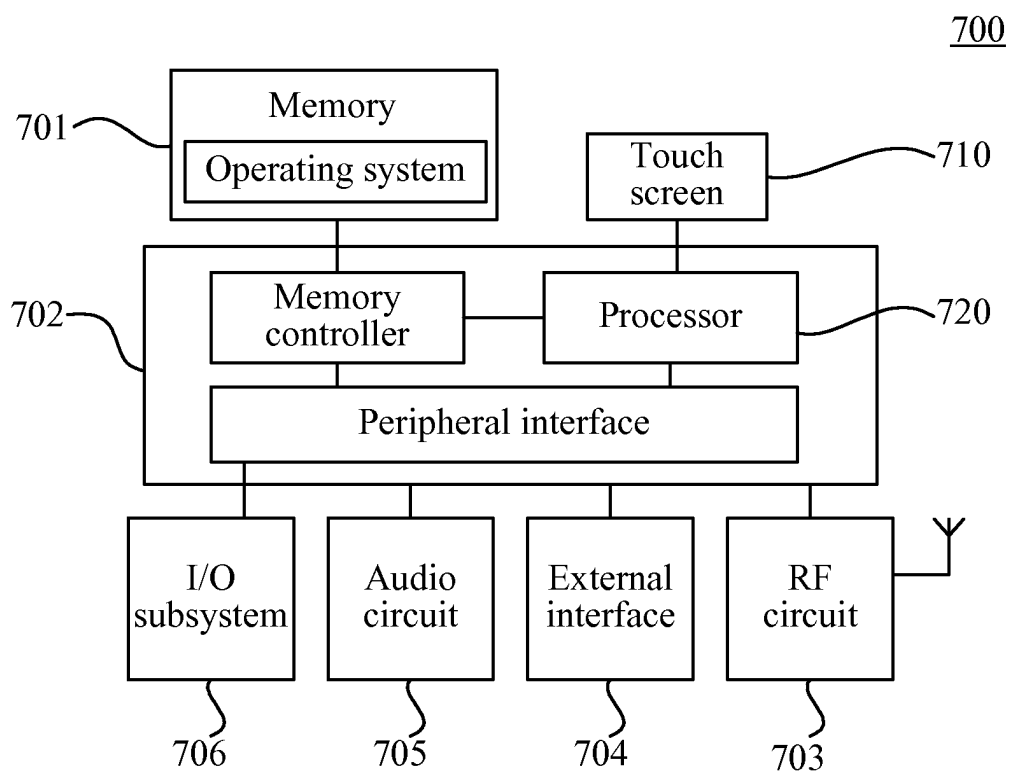 700
Memory
701
Operating system
Touch
screen
710
702
Memory
controller
Processor
720
Peripheral interface
I/O
subsystem
Audio
circuit
External
interface
RF
circuit
706
705
704
703